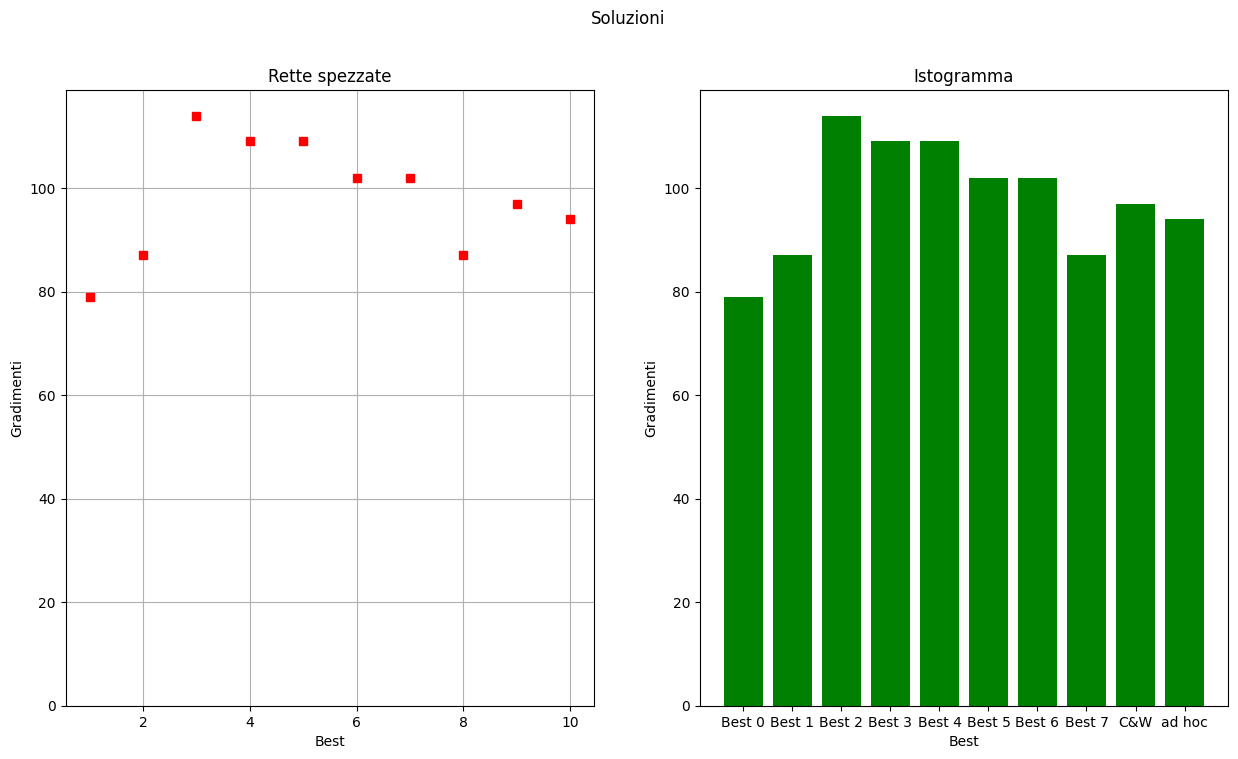 Soluzioni
Rette spezzate
Gradimenti
100
80
60
40
20
0
2 4 6 8 10
Best
Istogramma
Gradimenti
100
80
60
40
20
0
Best 0 Best 1 Best 2 Best 3 Best 4 Best 5 Best 6 Best 7 C&W ad hoc
Best